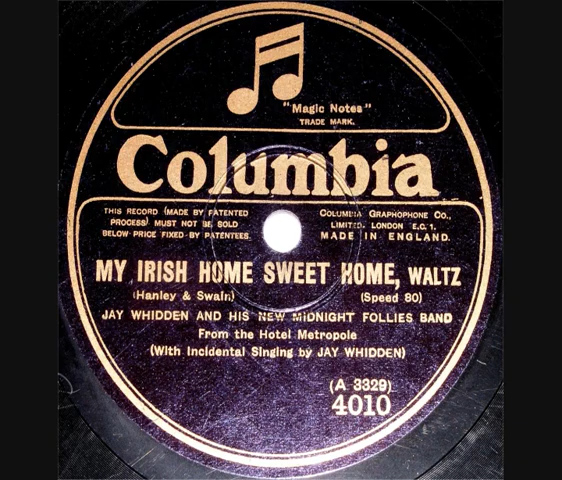 "Magic Notes"
TRADE MARK.
Columbia
THIS RECORD (MADE BY PATENTED
PROCESS) MUST NOT BE SOLD
BELOW PRICE FIXED BY PATENTEES.
COLUMBIA GRAPHOPHONE CO.,
LIMITED. LONDON E.C.1.
MADE IN ENGLAND.
MY IRISH HOME SWEET HOME, WALTZ
(Hanley & Swain) (Speed 80)
JAY WHIDDEN AND HIS NEW MIDNIGHT FOLLIES BAND
From the Hotel Metropole
(With Incidental Singing by JAY WHIDDEN)
(A 3329)
4010